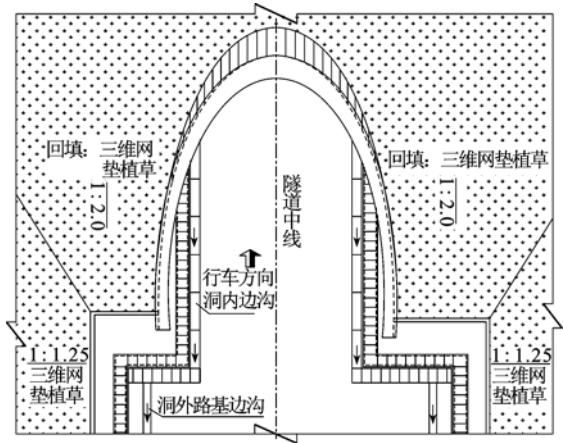 回填：三维网
垫植草
1:2.0
回填：三维网垫植草
1:2.0
隧道中线
行车方向
洞内边沟
1:1.25
三维网
垫植草
1:1.25
三维网
垫植草
洞外路基边沟